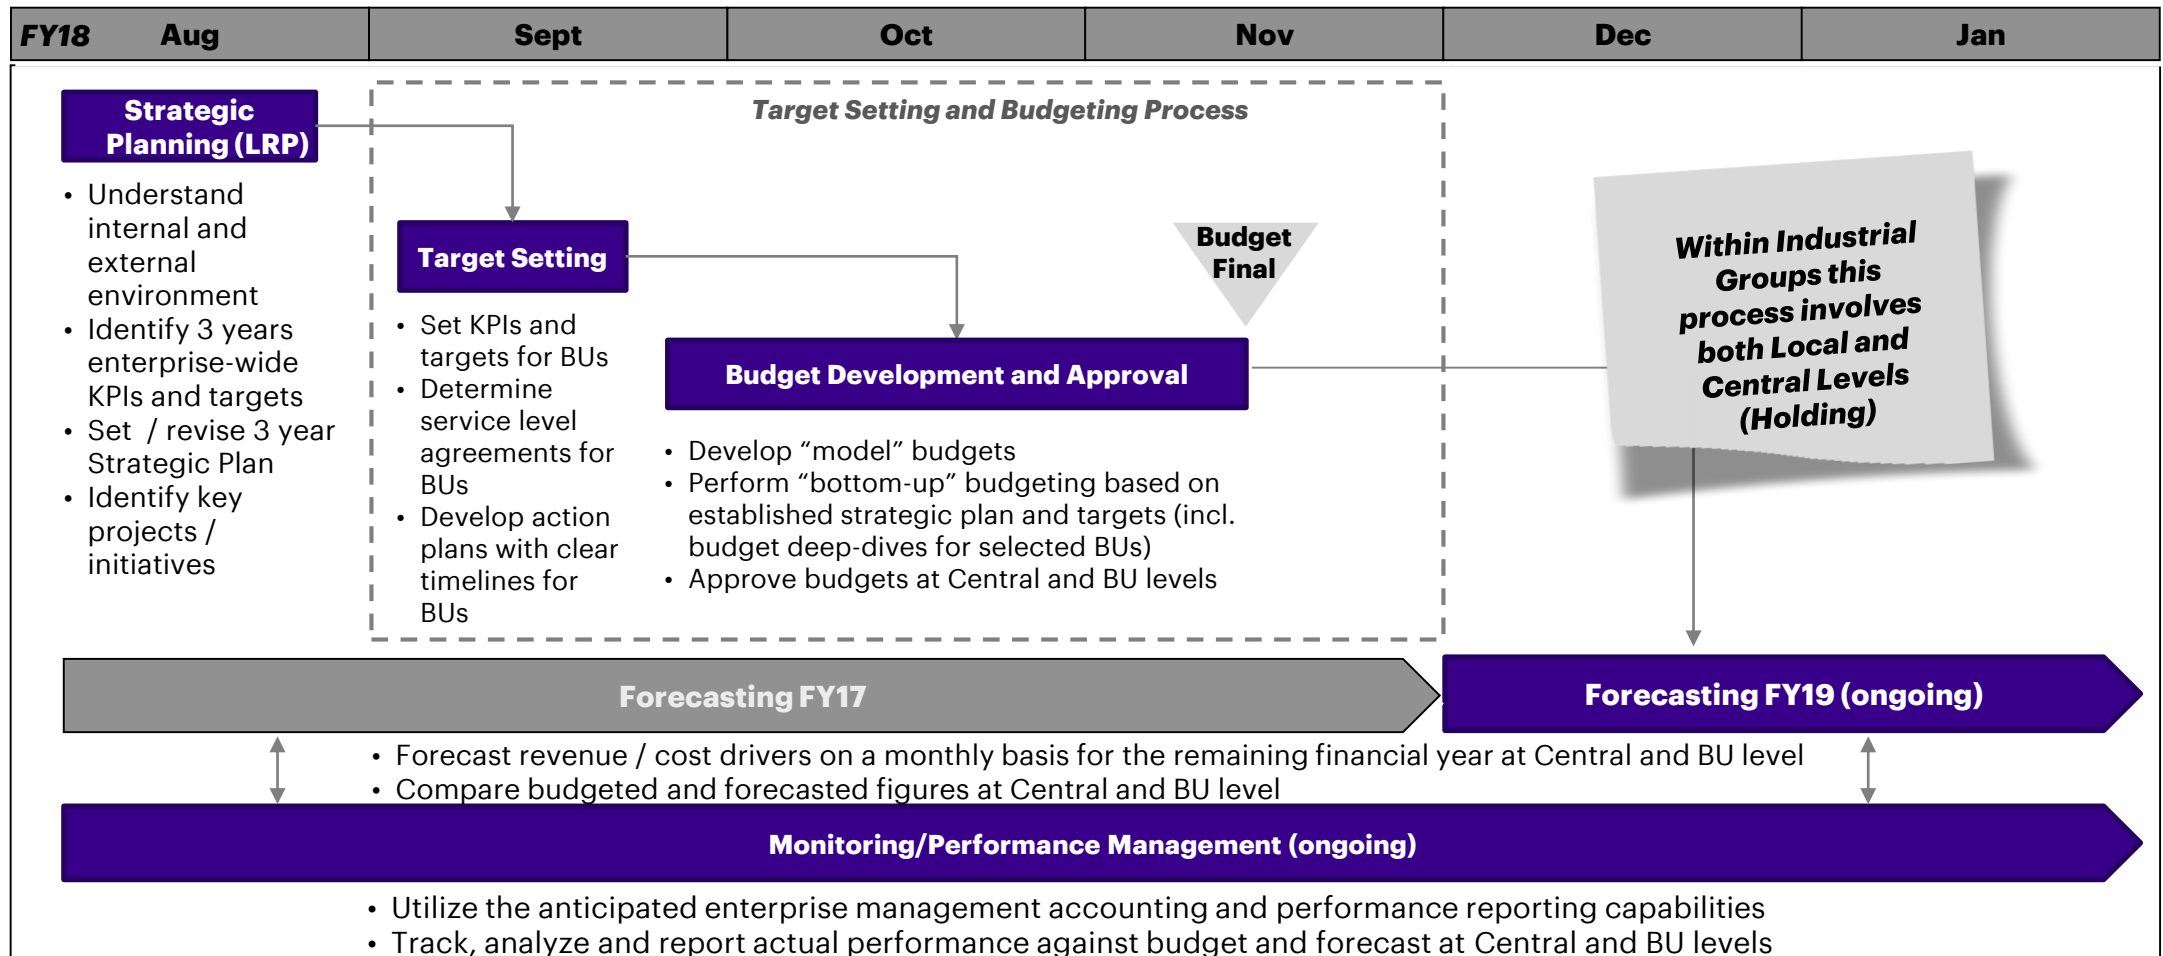 FY18 Aug Sept Oct Nov Dec Jan
Strategic
Planning (LRP)
• Understand
internal and
external
environment
• Identify 3 years
enterprise-wide
KPIs and targets
• Set / revise 3 year
Strategic Plan
• Identify key
projects /
initiatives
Target Setting and Budgeting Process
Target Setting
• Set KPIs and
targets for BUs
• Determine
service level
agreements for
BUs
• Develop action
plans with clear
timelines for
BUs
Budget
Final
Budget Development and Approval
• Develop “model” budgets
• Perform “bottom-up” budgeting based on
established strategic plan and targets (incl.
budget deep-dives for selected BUs)
• Approve budgets at Central and BU levels
Within Industrial
Groups this
process involves
both Local and
Central Levels
(Holding)
Forecasting FY17
Forecasting FY19 (ongoing)
• Forecast revenue / cost drivers on a monthly basis for the remaining financial year at Central and BU level
• Compare budgeted and forecasted figures at Central and BU level
Monitoring/Performance Management (ongoing)
• Utilize the anticipated enterprise management accounting and performance reporting capabilities
• Track, analyze and report actual performance against budget and forecast at Central and BU levels